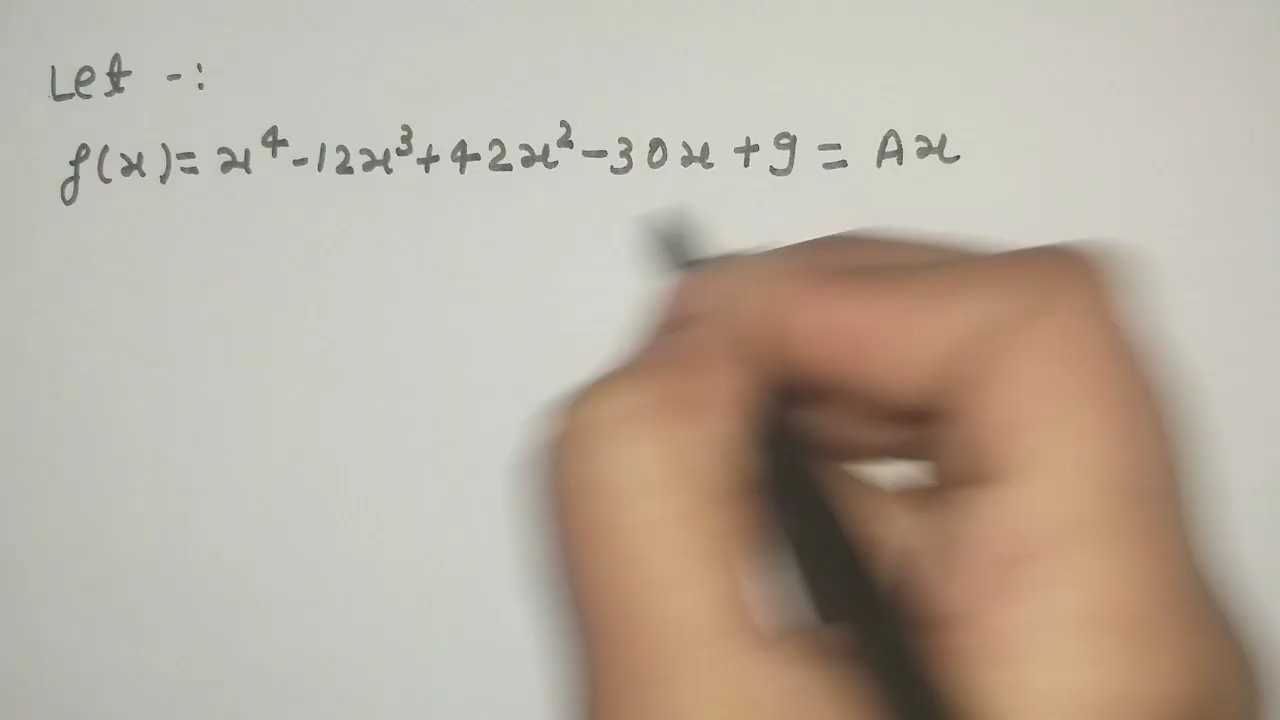 Let -:
f(x) = x⁴ - 12x³ + 42x² - 30x + 9 = Ax